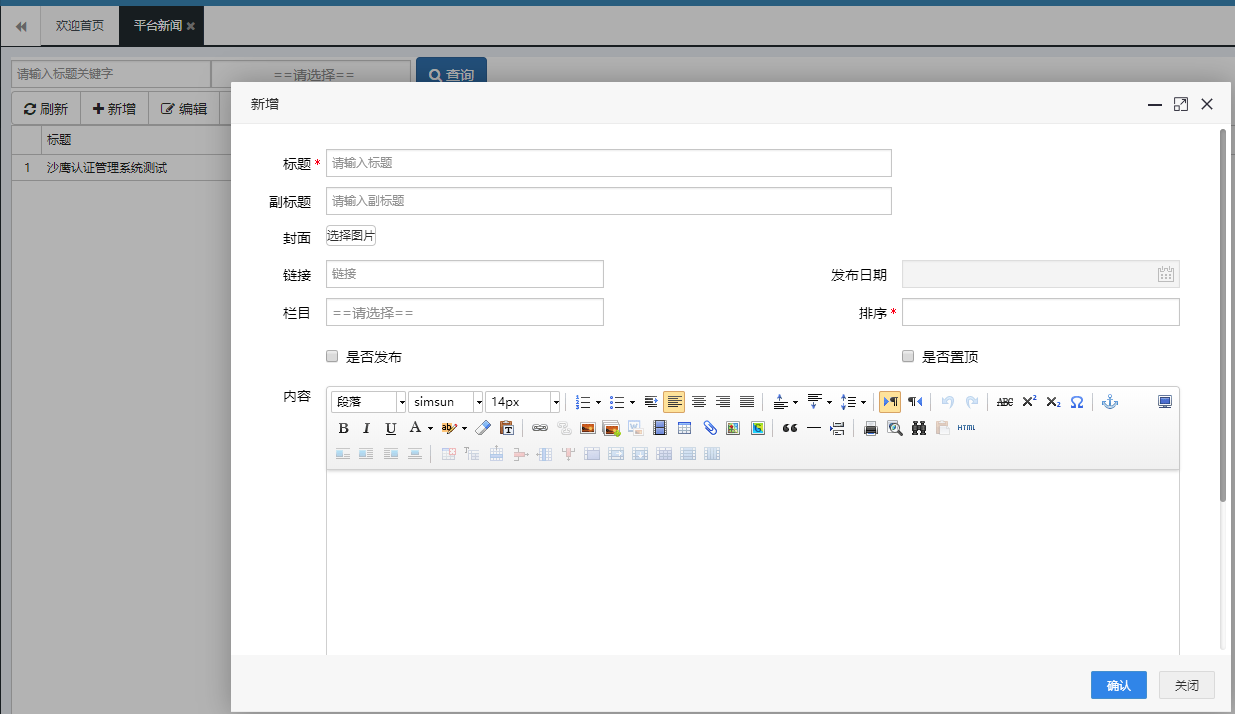 欢迎首页 平台新闻
请输入标题关键字 ==请选择== 查询
刷新 新增 编辑
标题
1 沙鹰认证管理系统测试
新增
标题 * 请输入标题
副标题 请输入副标题
封面 选择图片
链接 链接 发布日期
栏目 ==请选择== 排序 *
是否发布 是否置顶
内容 段落 simsun 14px ABC X² X₂ Ω
B I U A ab T HTML
确认 关闭